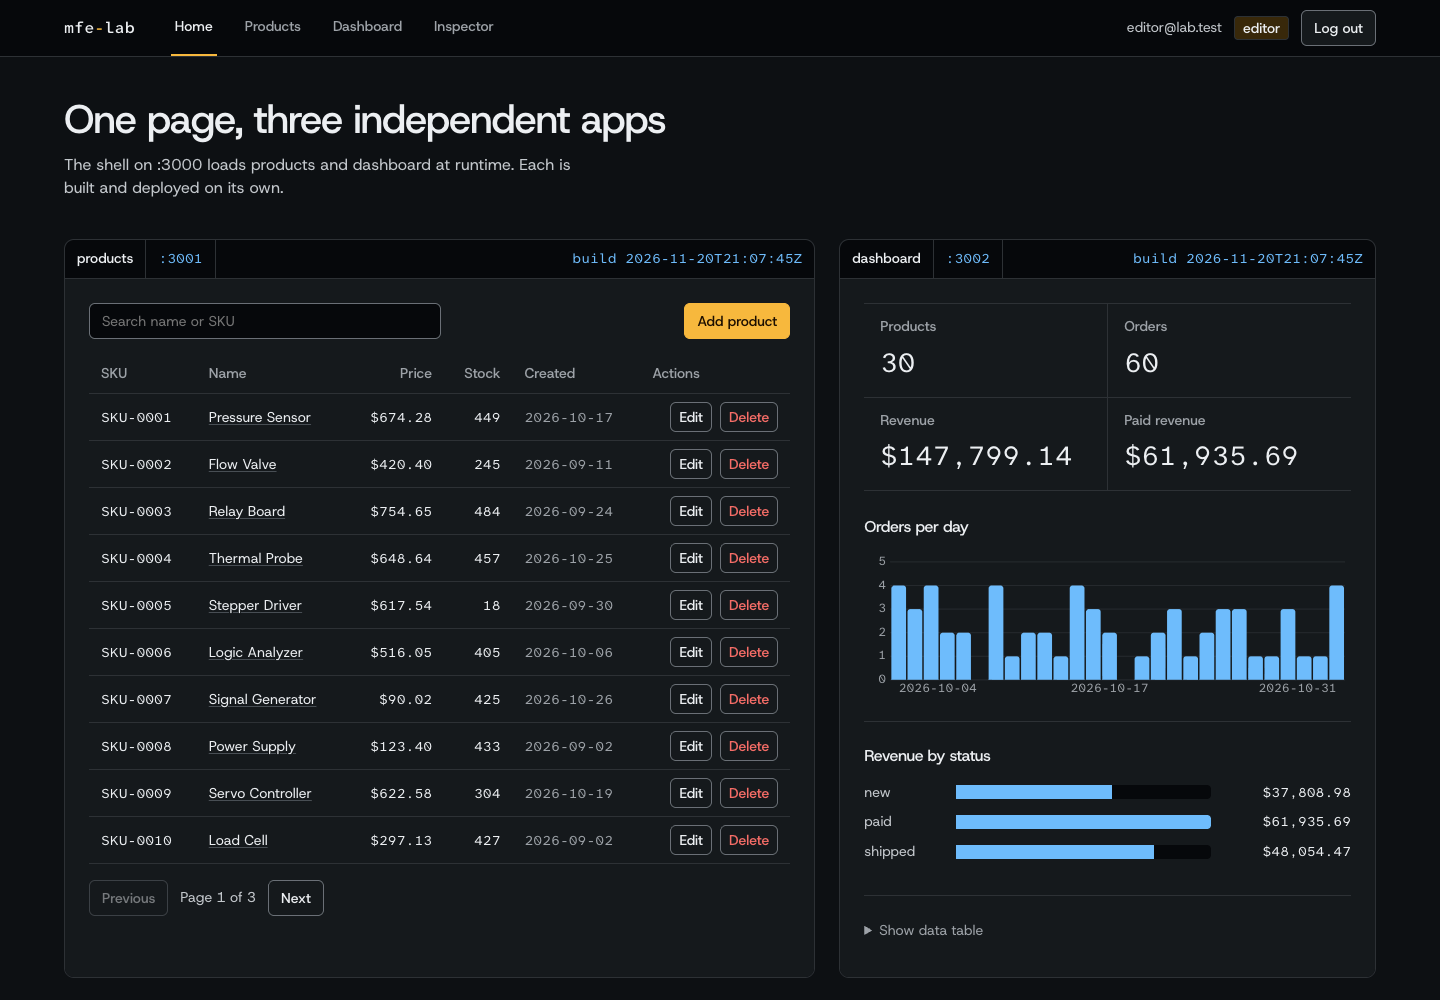 mfe-lab
Home
Products
Dashboard
Inspector
editor@lab.test
editor
Log out
One page, three independent apps
The shell on :3000 loads products and dashboard at runtime. Each is
built and deployed on its own.
products
:3001
build 2026-11-20T21:07:45Z
Search name or SKU
Add product
SKU Name Price Stock Created Actions
SKU-0001 Pressure Sensor $674.28 449 2026-10-17 Edit Delete
SKU-0002 Flow Valve $420.40 245 2026-09-11 Edit Delete
SKU-0003 Relay Board $754.65 484 2026-09-24 Edit Delete
SKU-0004 Thermal Probe $648.64 457 2026-10-25 Edit Delete
SKU-0005 Stepper Driver $617.54 18 2026-09-30 Edit Delete
SKU-0006 Logic Analyzer $516.05 405 2026-10-06 Edit Delete
SKU-0007 Signal Generator $90.02 425 2026-10-26 Edit Delete
SKU-0008 Power Supply $123.40 433 2026-09-02 Edit Delete
SKU-0009 Servo Controller $622.58 304 2026-10-19 Edit Delete
SKU-0010 Load Cell $297.13 427 2026-09-02 Edit Delete
Previous Page 1 of 3 Next
dashboard
:3002
build 2026-11-20T21:07:45Z
Products
30
Orders
60
Revenue
$147,799.14
Paid revenue
$61,935.69
Orders per day
5
4
3
2
1
0
2026-10-04 2026-10-17 2026-10-31
Revenue by status
new $37,808.98
paid $61,935.69
shipped $48,054.47
Show data table